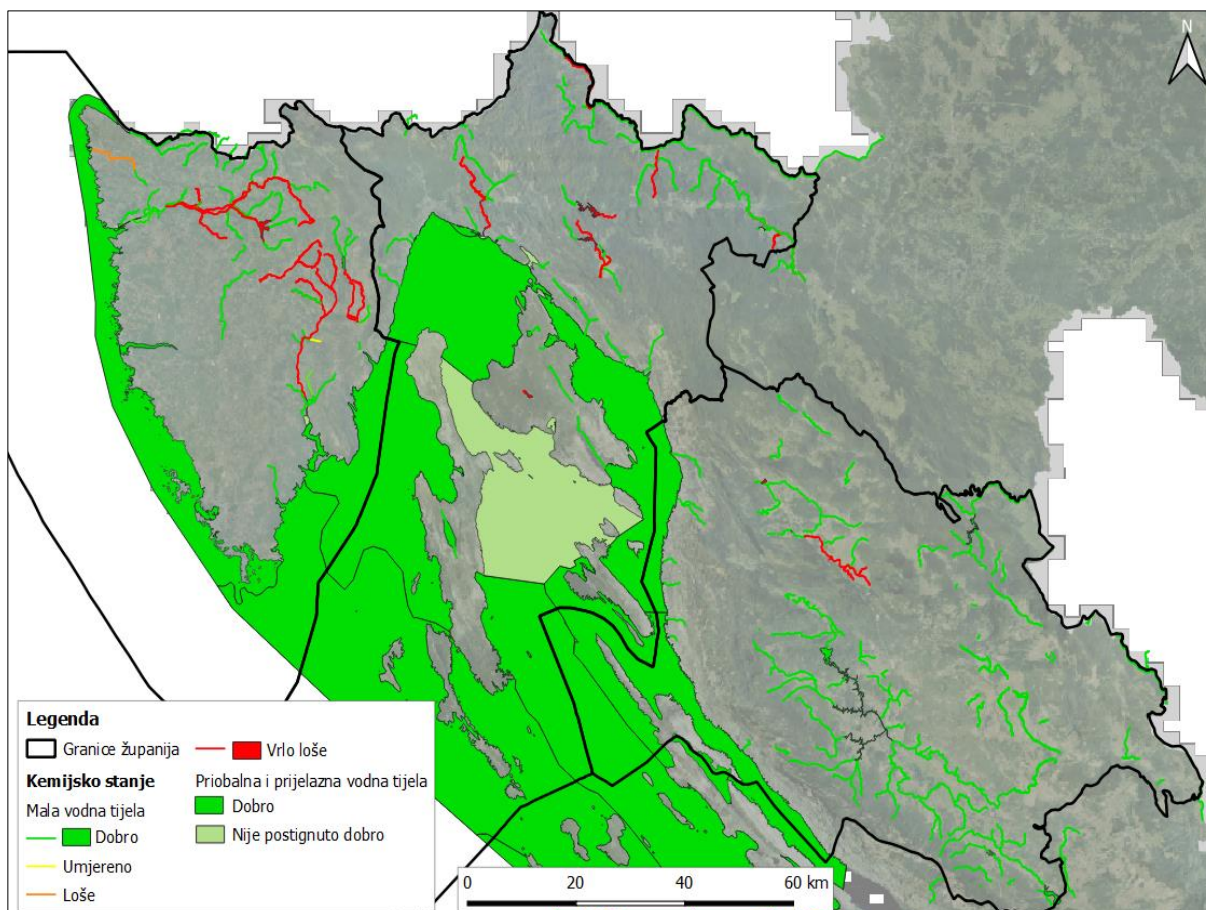 N
Legenda
Granice županija
Kemijsko stanje
Mala vodna tijela
Dobro
Umjereno
Loše
Vrlo loše
Priobalna i prijelazna vodna tijela
Dobro
Nije postignuto dobro
0 20 40 60 km